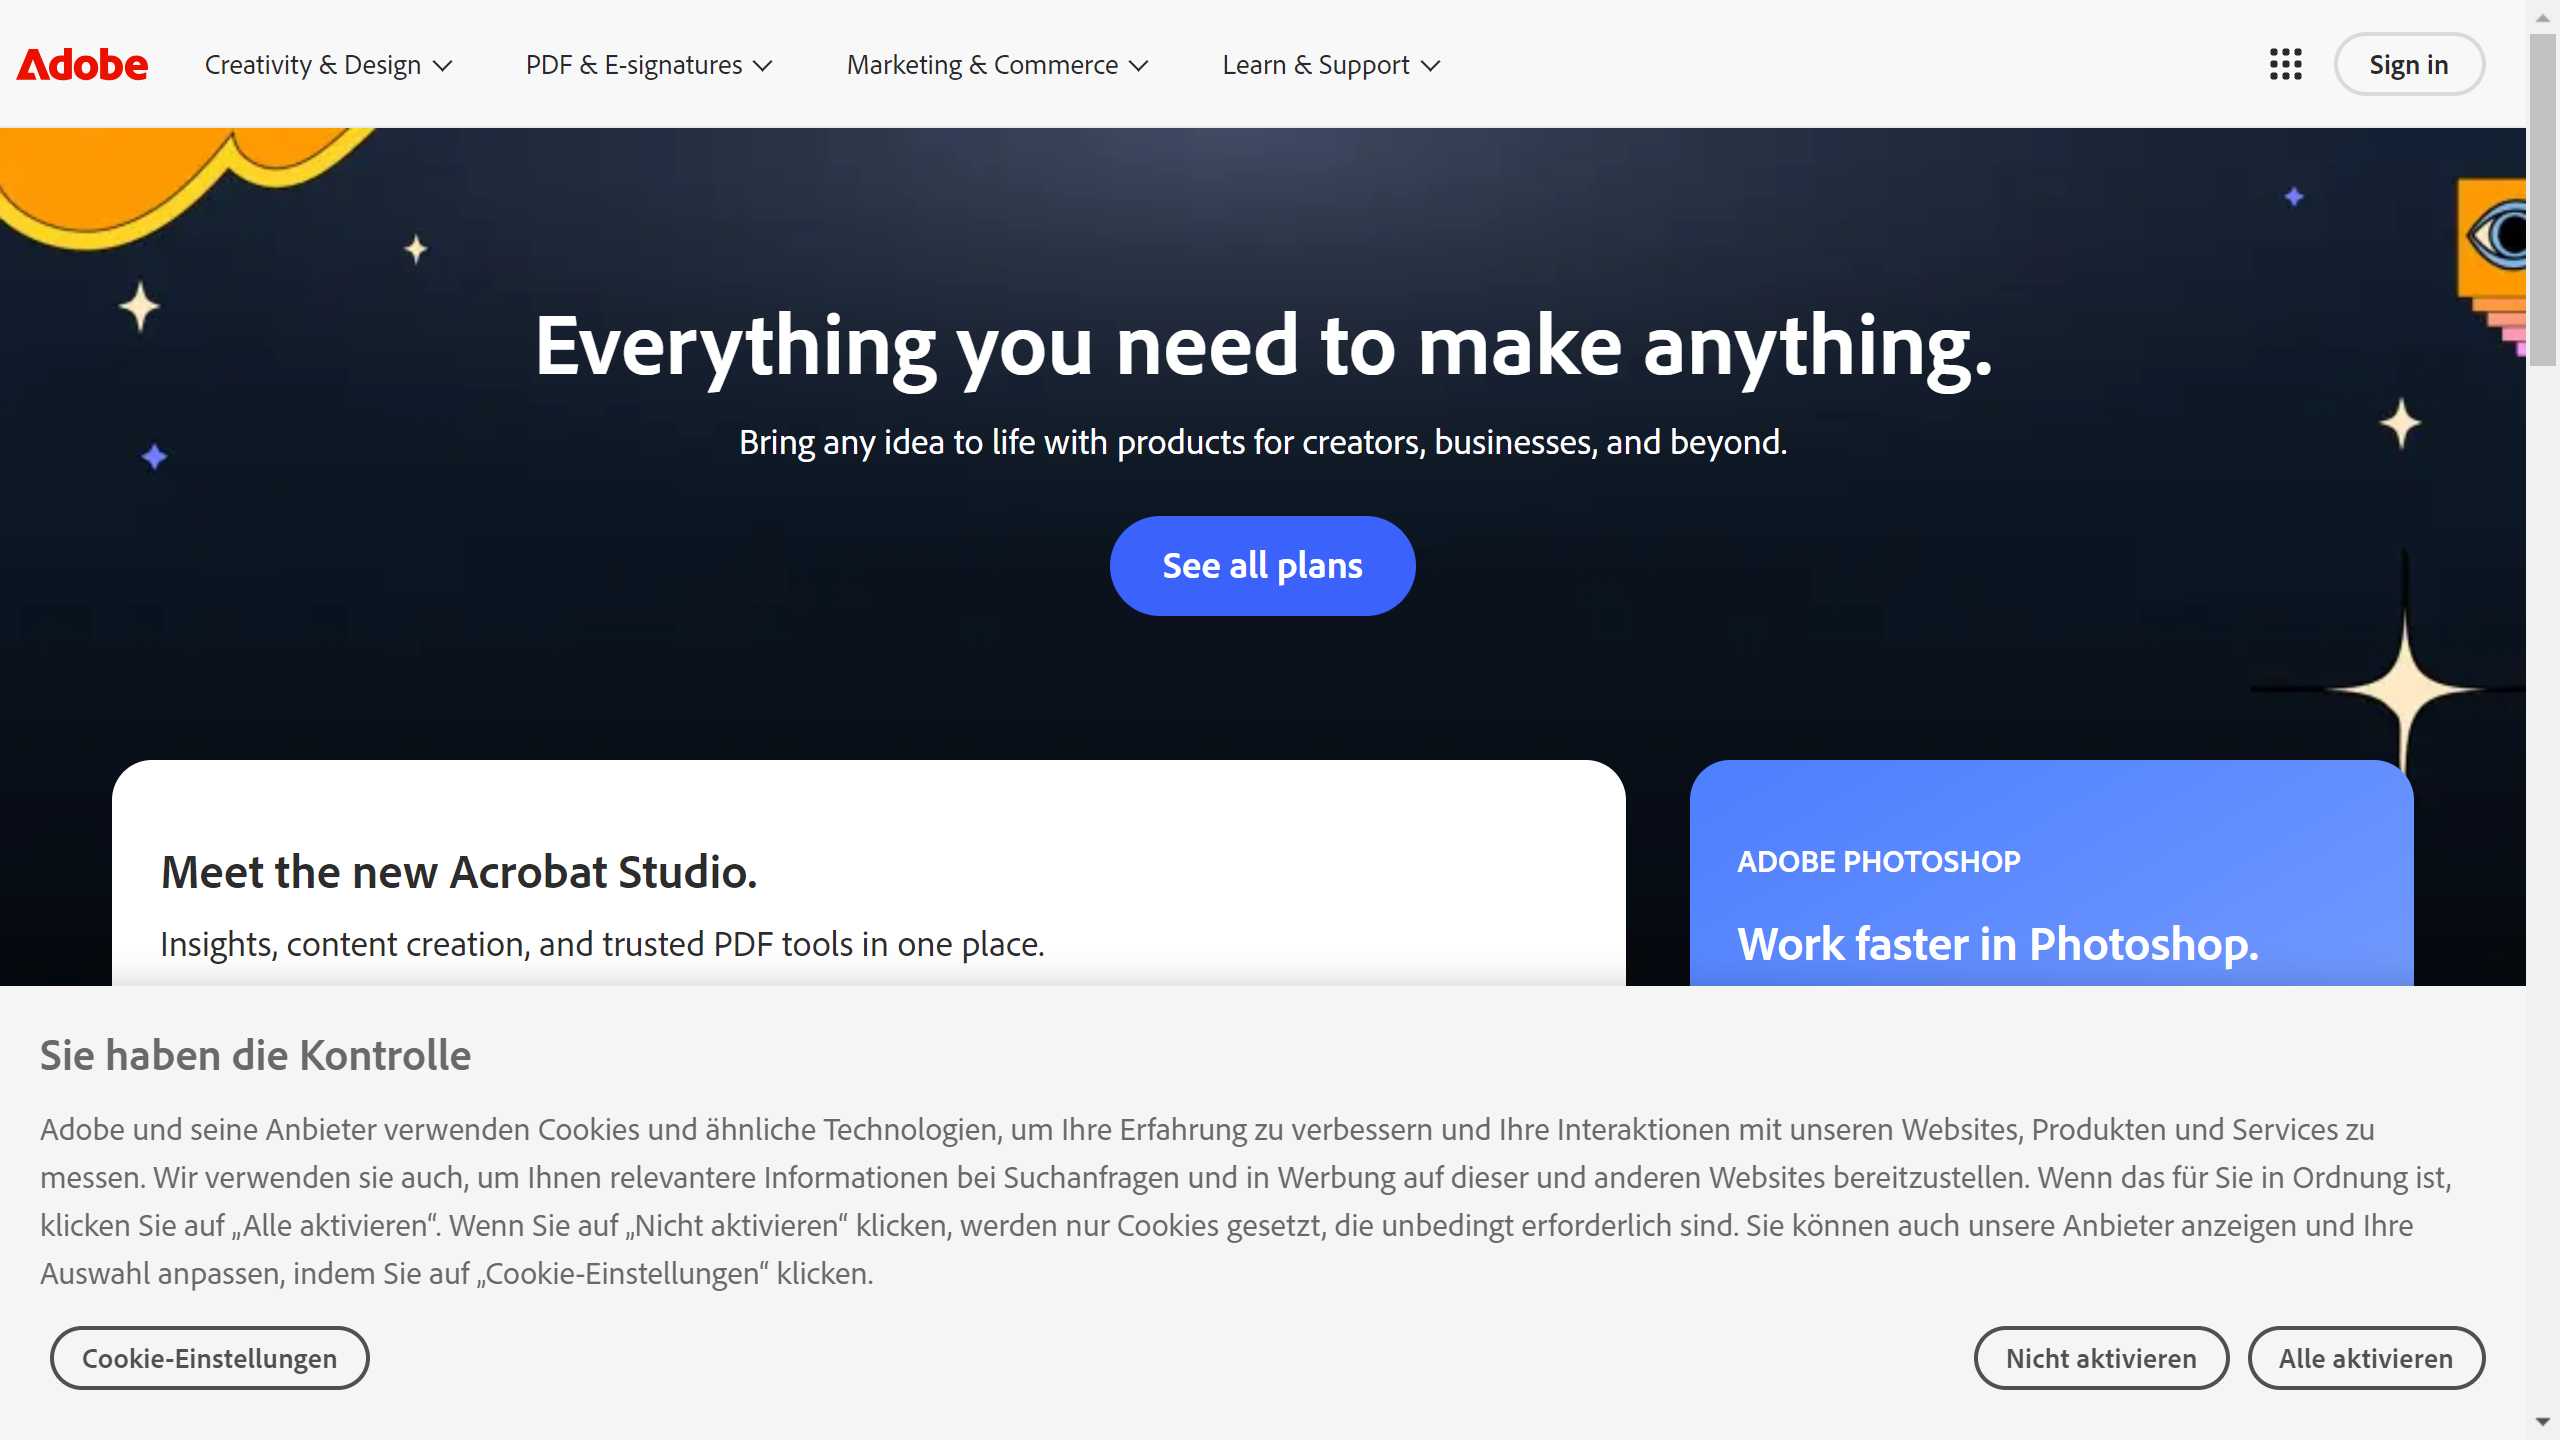 Adobe
Creativity & Design
PDF & E-signatures
Marketing & Commerce
Learn & Support
Sign in
Everything you need to make anything.
Bring any idea to life with products for creators, businesses, and beyond.
See all plans
Meet the new Acrobat Studio.
Insights, content creation, and trusted PDF tools in one place.
ADOBE PHOTOSHOP
Work faster in Photoshop.
Sie haben die Kontrolle
Adobe und seine Anbieter verwenden Cookies und ähnliche Technologien, um Ihre Erfahrung zu verbessern und Ihre Interaktionen mit unseren Websites, Produkten und Services zu
messen. Wir verwenden sie auch, um Ihnen relevantere Informationen bei Suchanfragen und in Werbung auf dieser und anderen Websites bereitzustellen. Wenn das für Sie in Ordnung ist,
klicken Sie auf „Alle aktivieren“. Wenn Sie auf „Nicht aktivieren“ klicken, werden nur Cookies gesetzt, die unbedingt erforderlich sind. Sie können auch unsere Anbieter anzeigen und Ihre
Auswahl anpassen, indem Sie auf „Cookie-Einstellungen“ klicken.
Cookie-Einstellungen
Nicht aktivieren
Alle aktivieren